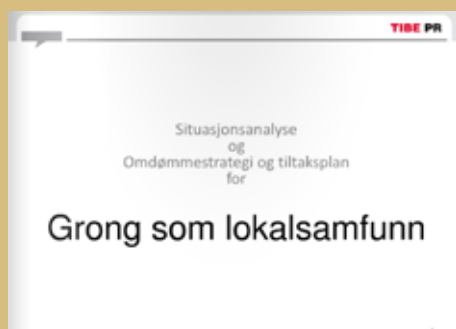 TIBE PR
Situasjonsanalyse
og
Omdømmestrategi og tiltaksplan
for
Grong som lokalsamfunn